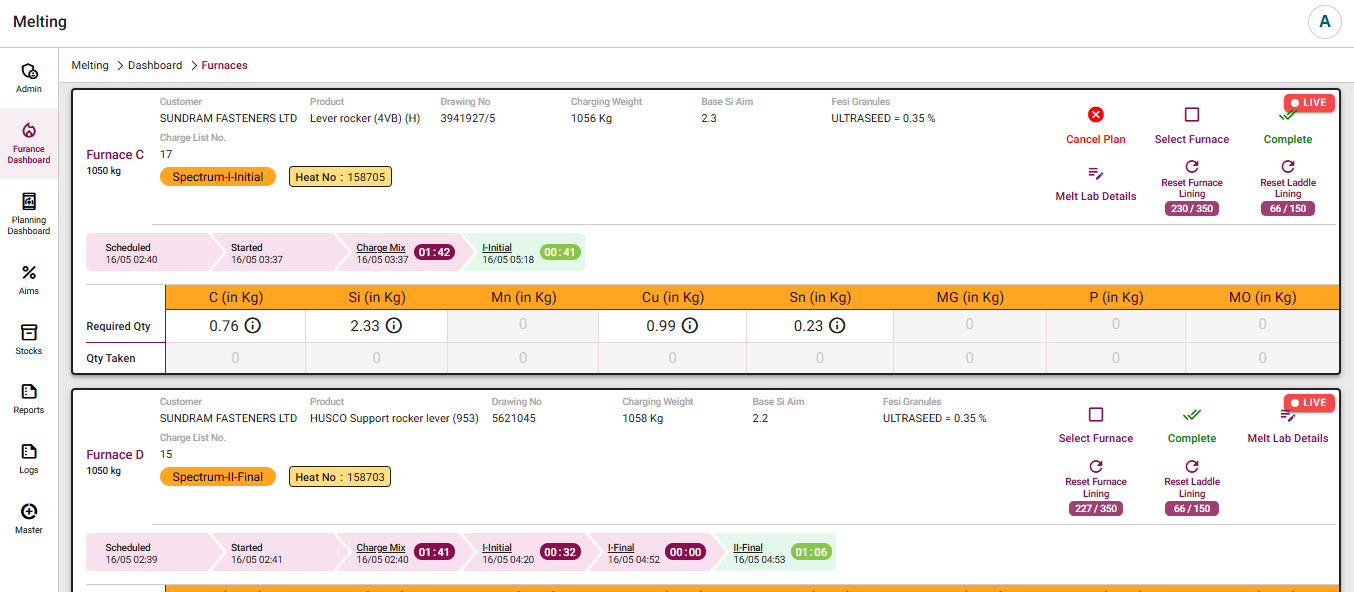 Melting
A
Melting > Dashboard > Furnaces
Admin
Furance
Dashboard
Planning
Dashboard
Aims
Stocks
Reports
Logs
Master
LIVE
Customer Product Drawing No Charging Weight Base Si Aim Fesi Granules
SUNDRAM FASTENERS LTD Lever rocker (4VB) (H) 3941927/5 1056 Kg 2.3 ULTRASEED = 0.35 %
Charge List No.
17
Furnace C
1050 kg
Spectrum-I-Initial Heat No : 158705
Cancel Plan Select Furnace Complete
Melt Lab Details
Reset Furnace
Lining
230 / 350
Reset Laddle
Lining
66 / 150
Scheduled
16/05 02:40
Started
16/05 03:37
Charge Mix
16/05 03:37
01:42
I-Initial
16/05 05:18
00:41
C (in Kg) Si (in Kg) Mn (in Kg) Cu (in Kg) Sn (in Kg) MG (in Kg) P (in Kg) MO (in Kg)
Required Qty 0.76 2.33 0 0.99 0.23 0 0 0
Qty Taken 0 0 0 0 0 0 0 0
LIVE
Customer Product Drawing No Charging Weight Base Si Aim Fesi Granules
SUNDRAM FASTENERS LTD HUSCO Support rocker lever (953) 5621045 1058 Kg 2.2 ULTRASEED = 0.35 %
Charge List No.
15
Furnace D
1050 kg
Spectrum-II-Final Heat No : 158703
Select Furnace Complete Melt Lab Details
Reset Furnace
Lining
227 / 350
Reset Laddle
Lining
66 / 150
Scheduled
16/05 02:39
Started
16/05 02:41
Charge Mix
16/05 02:40
01:41
I-Initial
16/05 04:20
00:32
I-Final
16/05 04:52
00:00
II-Final
16/05 04:53
01:06